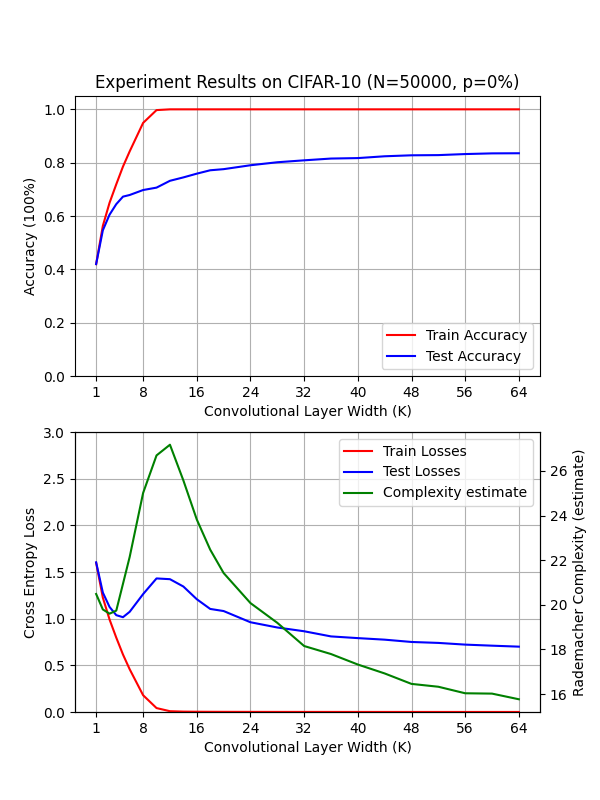 Experiment Results on CIFAR-10 (N=50000, p=0%)
1.0
0.8
0.6
0.4
0.2
0.0
Accuracy (100%)
Train Accuracy
Test Accuracy
1 8 16 24 32 40 48 56 64
Convolutional Layer Width (K)
3.0
2.5
2.0
1.5
1.0
0.5
0.0
Cross Entropy Loss
Train Losses
Test Losses
Complexity estimate
26
24
22
20
18
16
Rademacher Complexity (estimate)
1 8 16 24 32 40 48 56 64
Convolutional Layer Width (K)